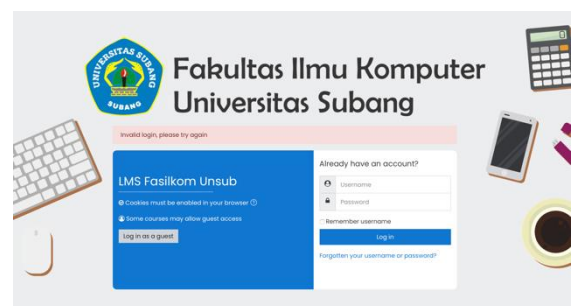 UNIVERSITAS SUBANG
SUBANG
Fakultas Ilmu Komputer
Universitas Subang
Invalid login, please try again
LMS Fasilkom Unsub
Cookies must be enabled in your browser
Some courses may allow guest access
Log in as a guest
Already have an account?
Username
Password
Remember username
Log in
Forgotten your username or password?